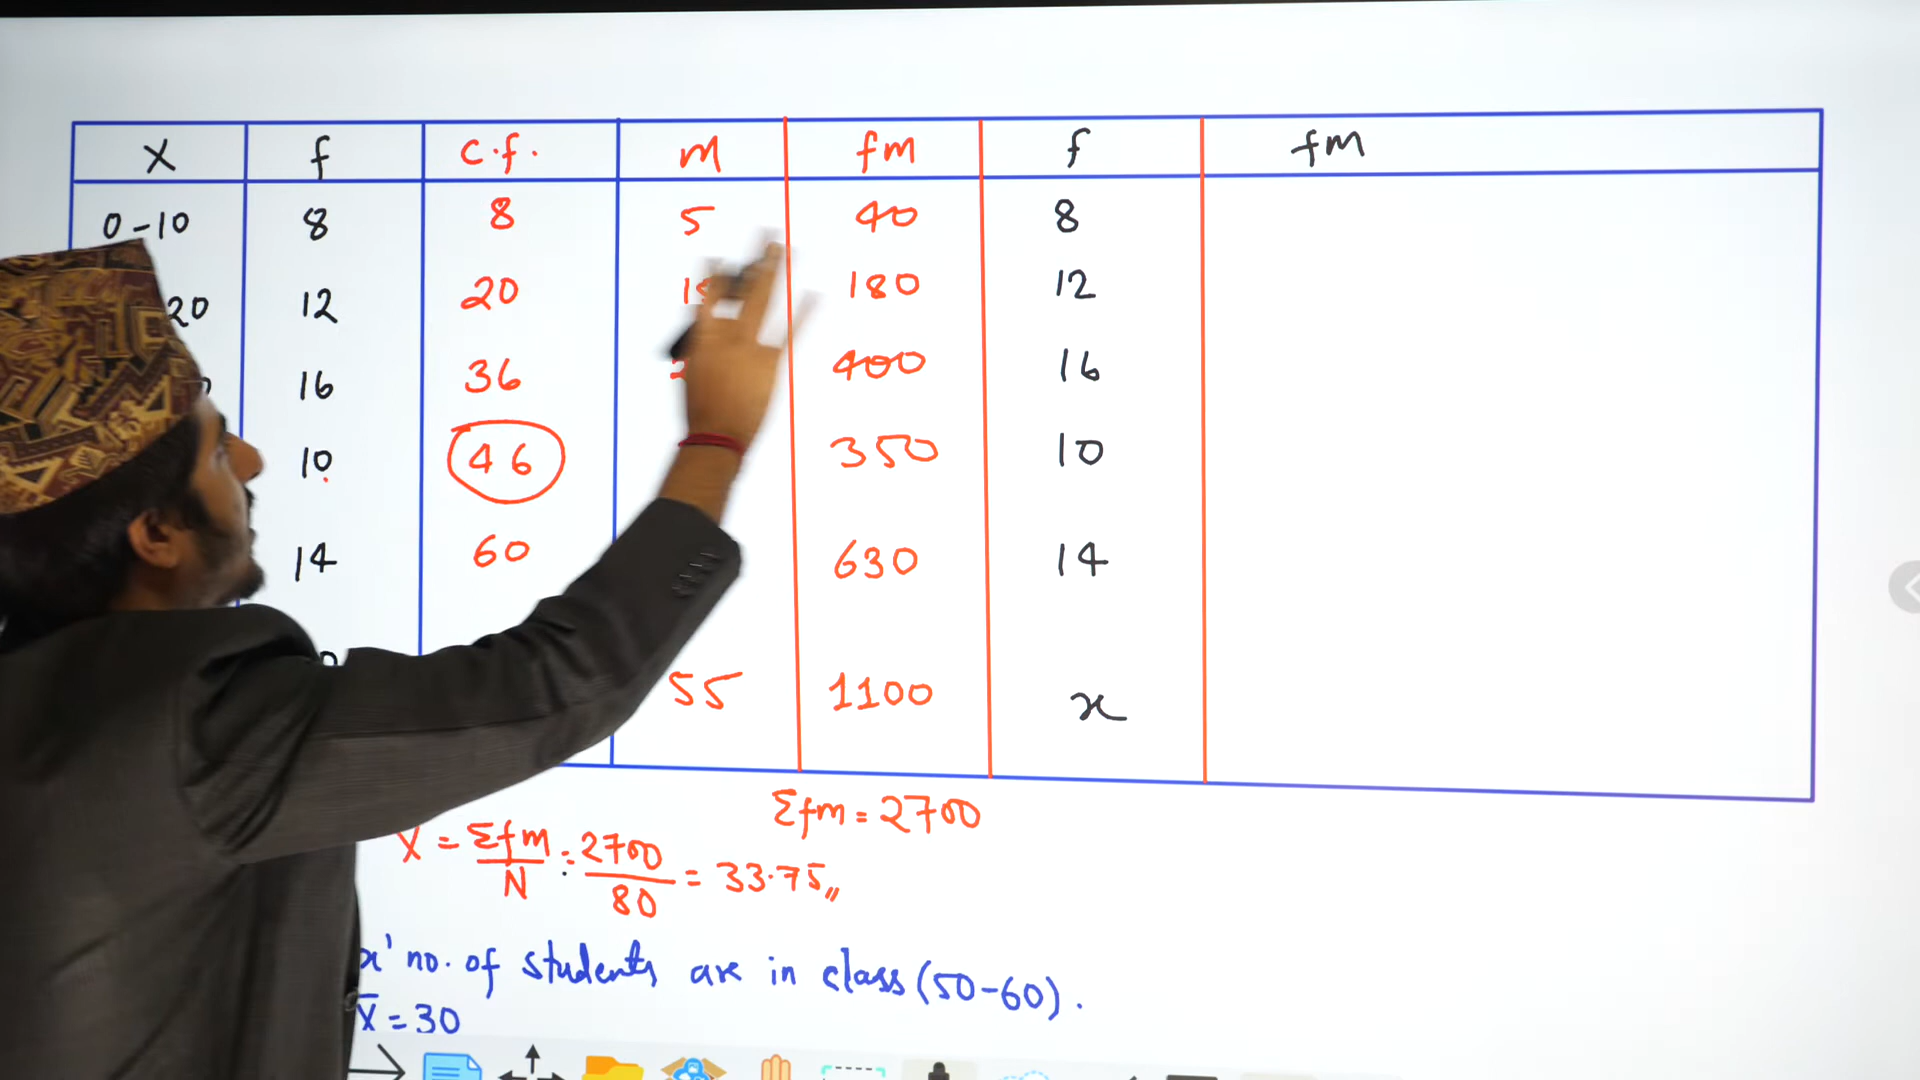 X f c.f. m fm f fm
0-10 8 8 5 40 8
20 12 20 180 12
16 36 400 16
10 46 350 10
14 60 630 14
55 1100 x
Σfm = 2700
X = Σfm/N = 2700/80 = 33.75,,
x' no. of students are in class (50-60).
X̄ = 30